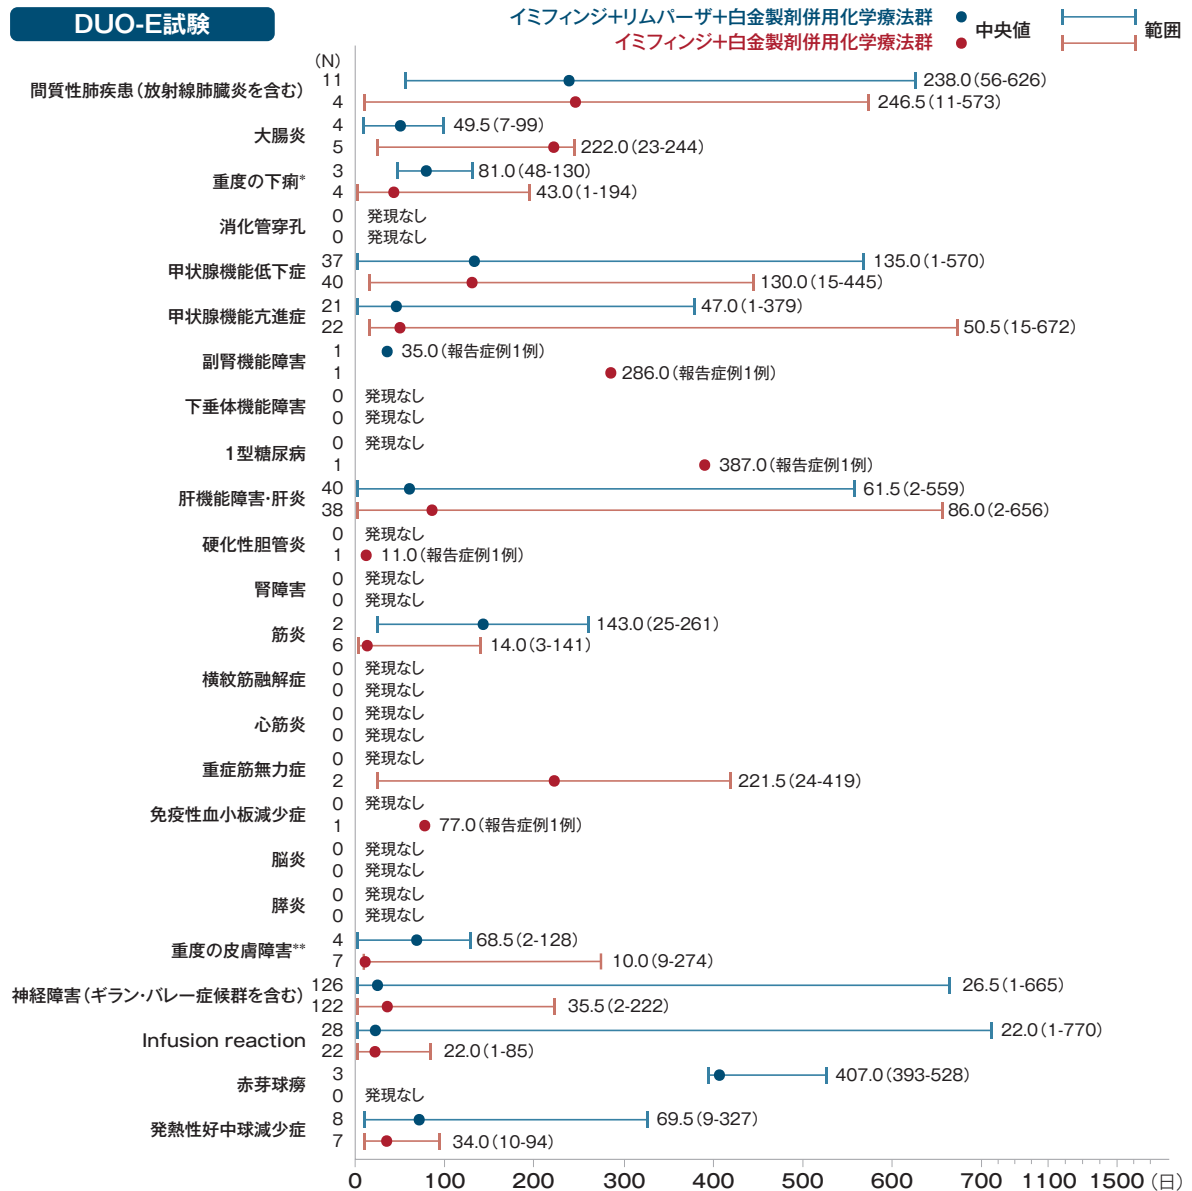 DUO-E試験
イミフィンジ+リムパーザ+白金製剤併用化学療法群
イミフィンジ+白金製剤併用化学療法群
中央値
範囲
(N)
間質性肺疾患(放射線肺臓炎を含む)
11 238.0(56-626)
4 246.5(11-573)
大腸炎
4 49.5(7-99)
5 222.0(23-244)
重度の下痢*
3 81.0(48-130)
4 43.0(1-194)
消化管穿孔
0 発現なし
0 発現なし
甲状腺機能低下症
37 135.0(1-570)
40 130.0(15-445)
甲状腺機能亢進症
21 47.0(1-379)
22 50.5(15-672)
副腎機能障害
1 35.0(報告症例1例)
1 286.0(報告症例1例)
下垂体機能障害
0 発現なし
0 発現なし
1型糖尿病
0 発現なし
1 387.0(報告症例1例)
肝機能障害・肝炎
40 61.5(2-559)
38 86.0(2-656)
硬化性胆管炎
0 発現なし
1 11.0(報告症例1例)
腎障害
0 発現なし
0 発現なし
筋炎
2 143.0(25-261)
6 14.0(3-141)
横紋筋融解症
0 発現なし
0 発現なし
心筋炎
0 発現なし
0 発現なし
重症筋無力症
0 発現なし
2 221.5(24-419)
免疫性血小板減少症
0 発現なし
1 77.0(報告症例1例)
脳炎
0 発現なし
0 発現なし
膵炎
0 発現なし
0 発現なし
重度の皮膚障害**
4 68.5(2-128)
7 10.0(9-274)
神経障害(ギラン・バレー症候群を含む)
126 26.5(1-665)
122 35.5(2-222)
Infusion reaction
28 22.0(1-770)
22 22.0(1-85)
赤芽球癆
3 407.0(393-528)
0 発現なし
発熱性好中球減少症
8 69.5(9-327)
7 34.0(10-94)
0 100 200 300 400 500 600 700 1100 1500 (日)